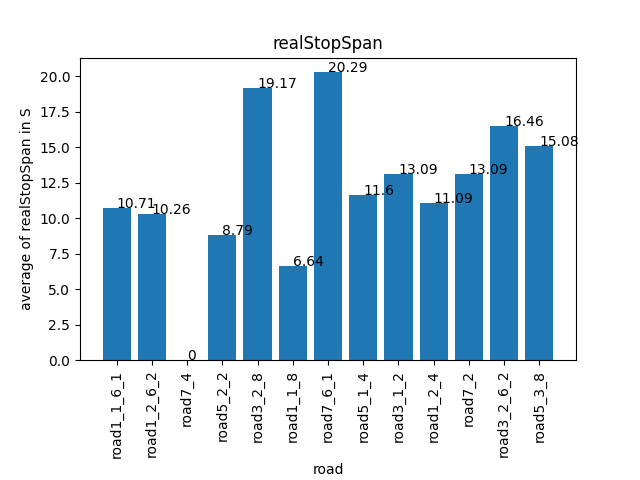 realStopSpan
average of realStopSpan in S
20.0
17.5
15.0
12.5
10.0
7.5
5.0
2.5
0.0
10.71
10.26
0
8.79
19.17
6.64
20.29
11.6
13.09
11.09
13.09
16.46
15.08
road1_1_6_1
road1_2_6_2
road7_4
road5_2_2
road3_2_8
road1_1_8
road7_6_1
road5_1_4
road3_1_2
road1_2_4
road7_2
road3_2_6_2
road5_3_8
road